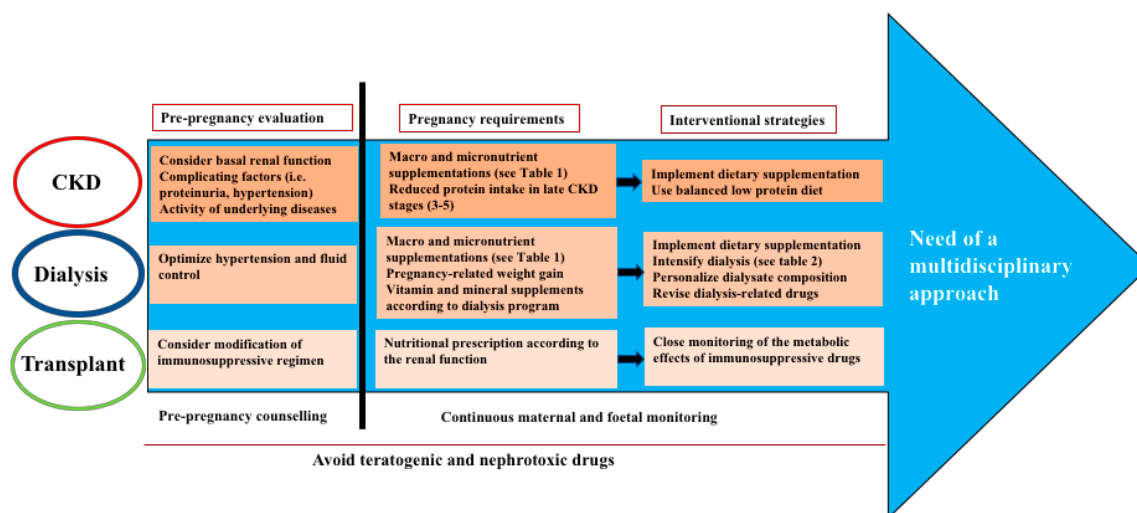 Pre-pregnancy evaluation
Pregnancy requirements
Interventional strategies
CKD
Consider basal renal function
Complicating factors (i.e.
proteinuria, hypertension)
Activity of underlying diseases
Macro and micronutrient
supplementations (see Table 1)
Reduced protein intake in late CKD
stages (3-5)
Implement dietary supplementation
Use balanced low protein diet
Dialysis
Optimize hypertension and fluid
control
Macro and micronutrient
supplementations (see Table 1)
Pregnancy-related weight gain
Vitamin and mineral supplements
according to dialysis program
Implement dietary supplementation
Intensify dialysis (see table 2)
Personalize dialysate composition
Revise dialysis-related drugs
Transplant
Consider modification of
immunosuppressive regimen
Nutritional prescription according to
the renal function
Close monitoring of the metabolic
effects of immunosuppressive drugs
Need of a
multidisciplinary
approach
Pre-pregnancy counselling
Continuous maternal and foetal monitoring
Avoid teratogenic and nephrotoxic drugs